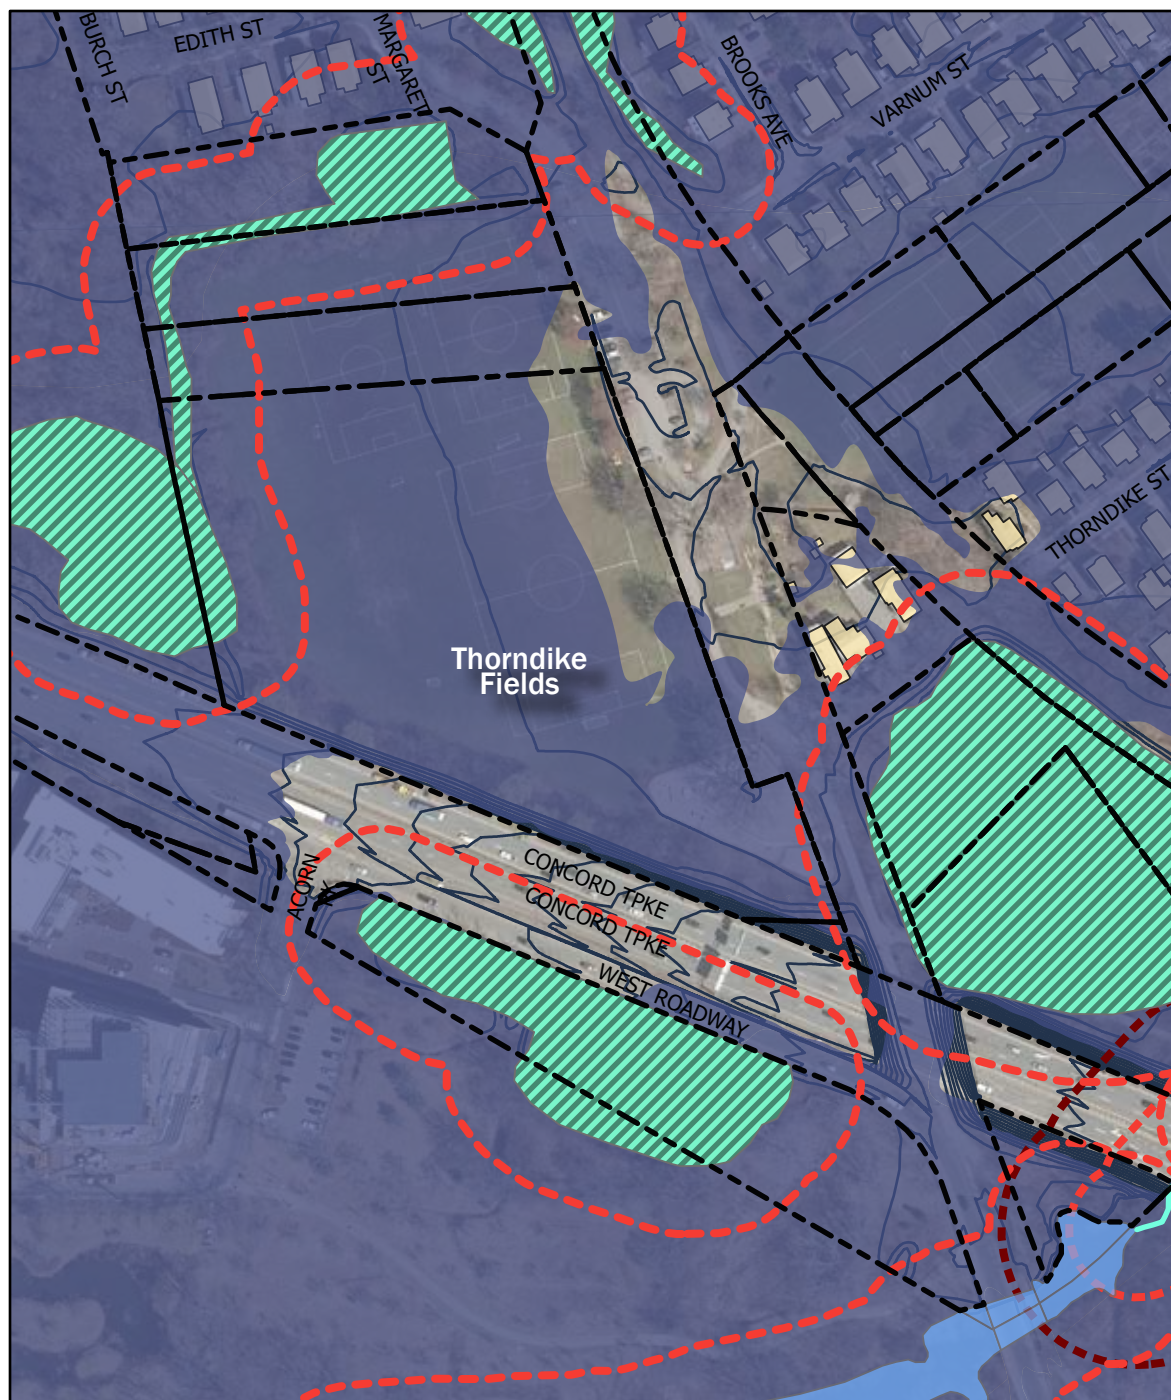 BURCH ST
EDITH ST
MARGARET
ST
BROOKS AVE
VARNUM ST
THORNDIKE ST
Thorndike
Fields
ACORN
CONCORD TPKE
CONCORD TPKE
WEST ROADWAY